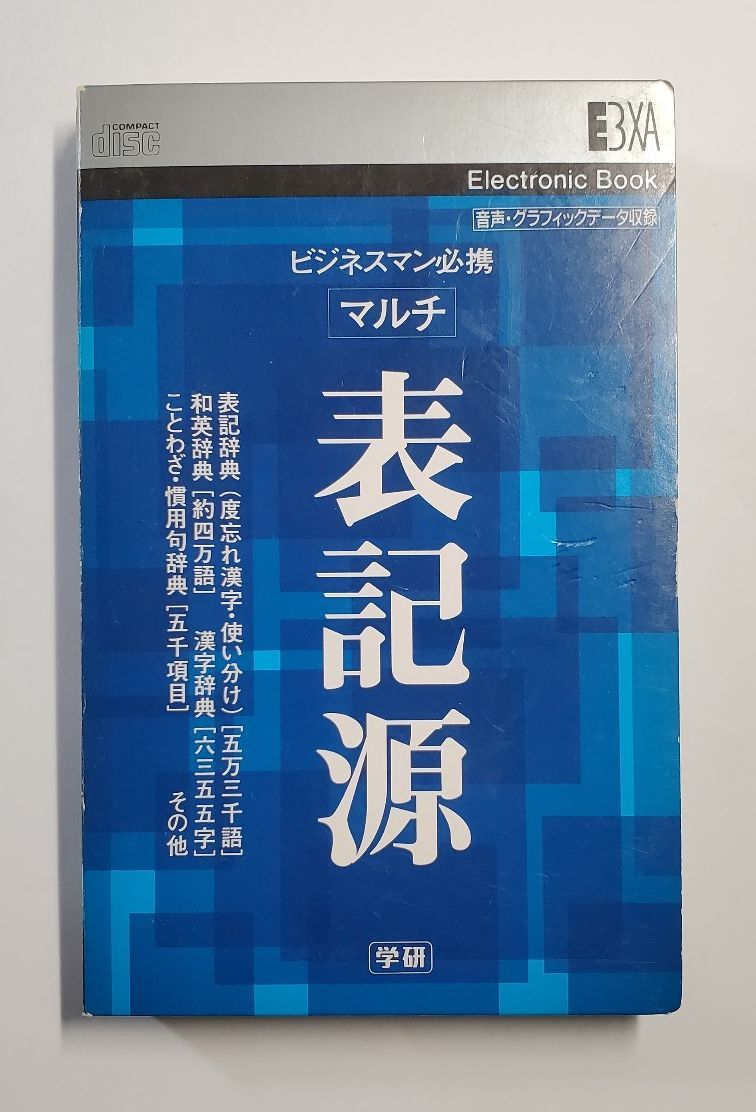 COMPACT
disc
EBXA
Electronic Book
音声・グラフィックデータ収録
ビジネスマン必携
マルチ
表記源
表記辞典(度忘れ漢字・使い分け)[五万三千語]
和英辞典[約四万語] 漢字辞典[六三五五字]
ことわざ・慣用句辞典[五千項目] その他
学研